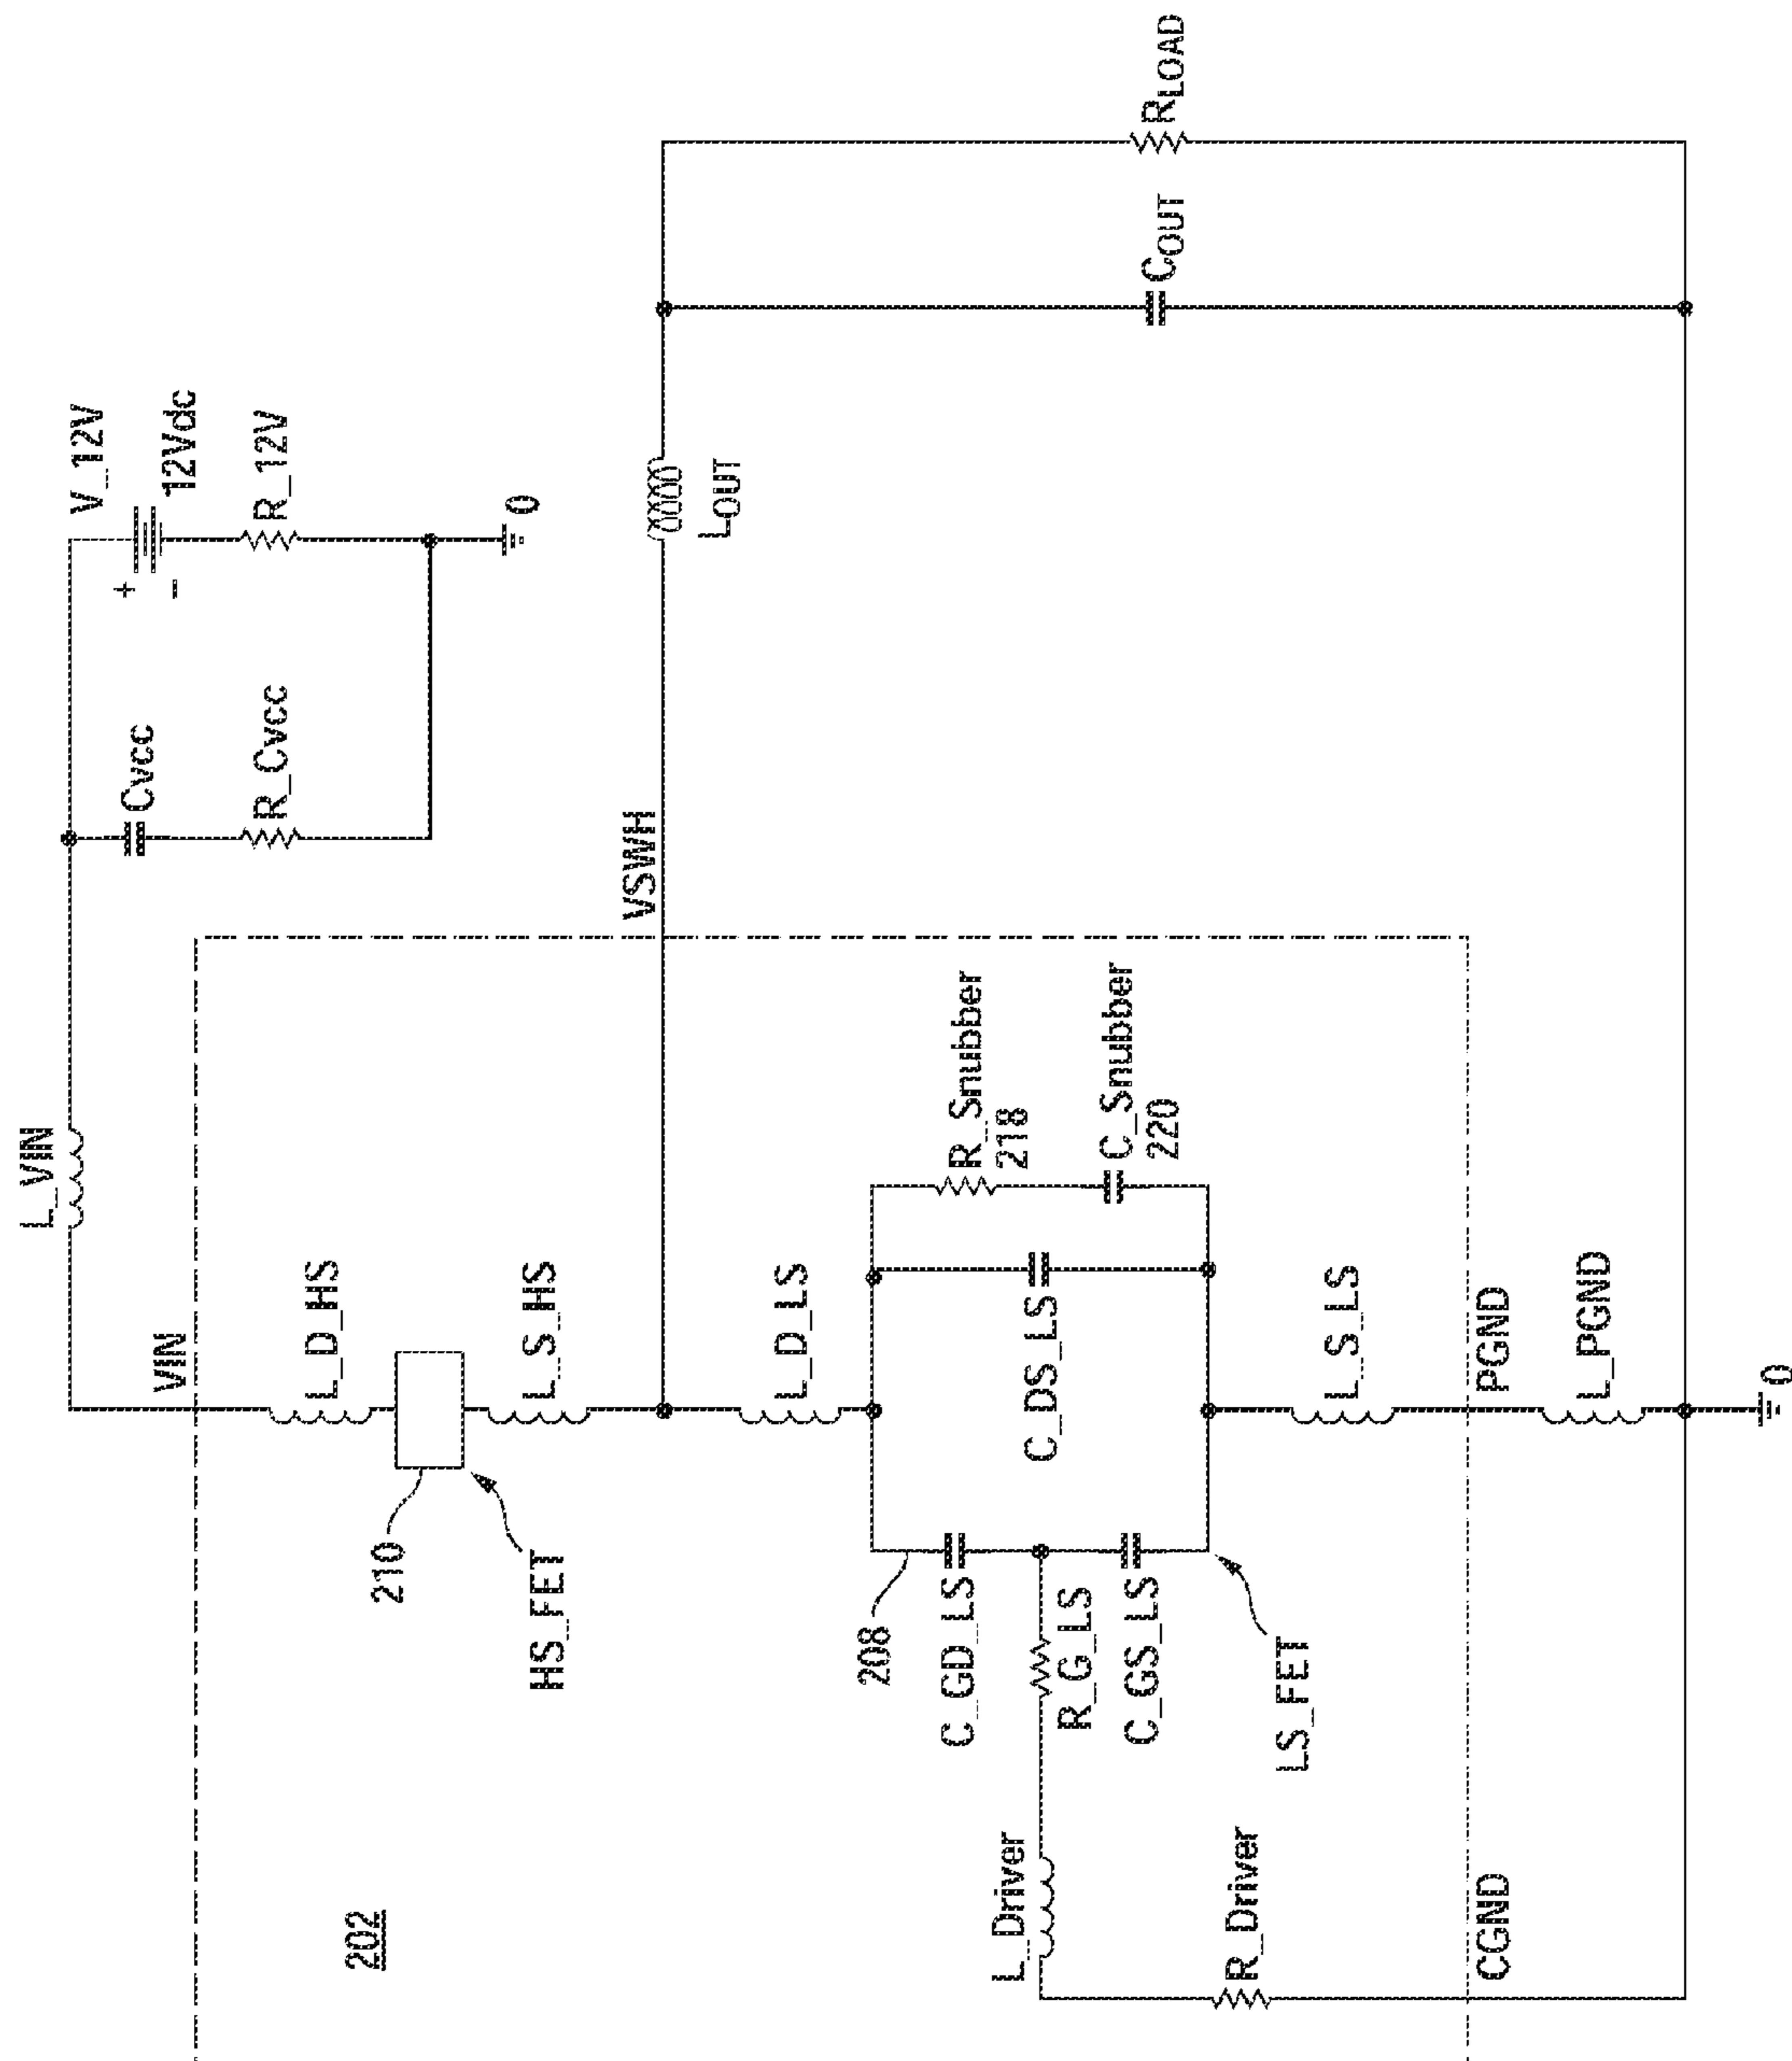 L_VIN
VIN
V_12V
12Vdc
Cvcc
R_Cvcc
R_12V
0
L_D_HS
210
HS_FET
L_S_HS
VSWH
LOUT
COUT
RLOAD
202
L_D_LS
208
C_GD_LS
R_G_LS
C_GS_LS
C_DS_LS
R_Snubber
218
C_Snubber
220
L_Driver
R_Driver
LS_FET
L_S_LS
CGND
PGND
L_PGND
0
+
-